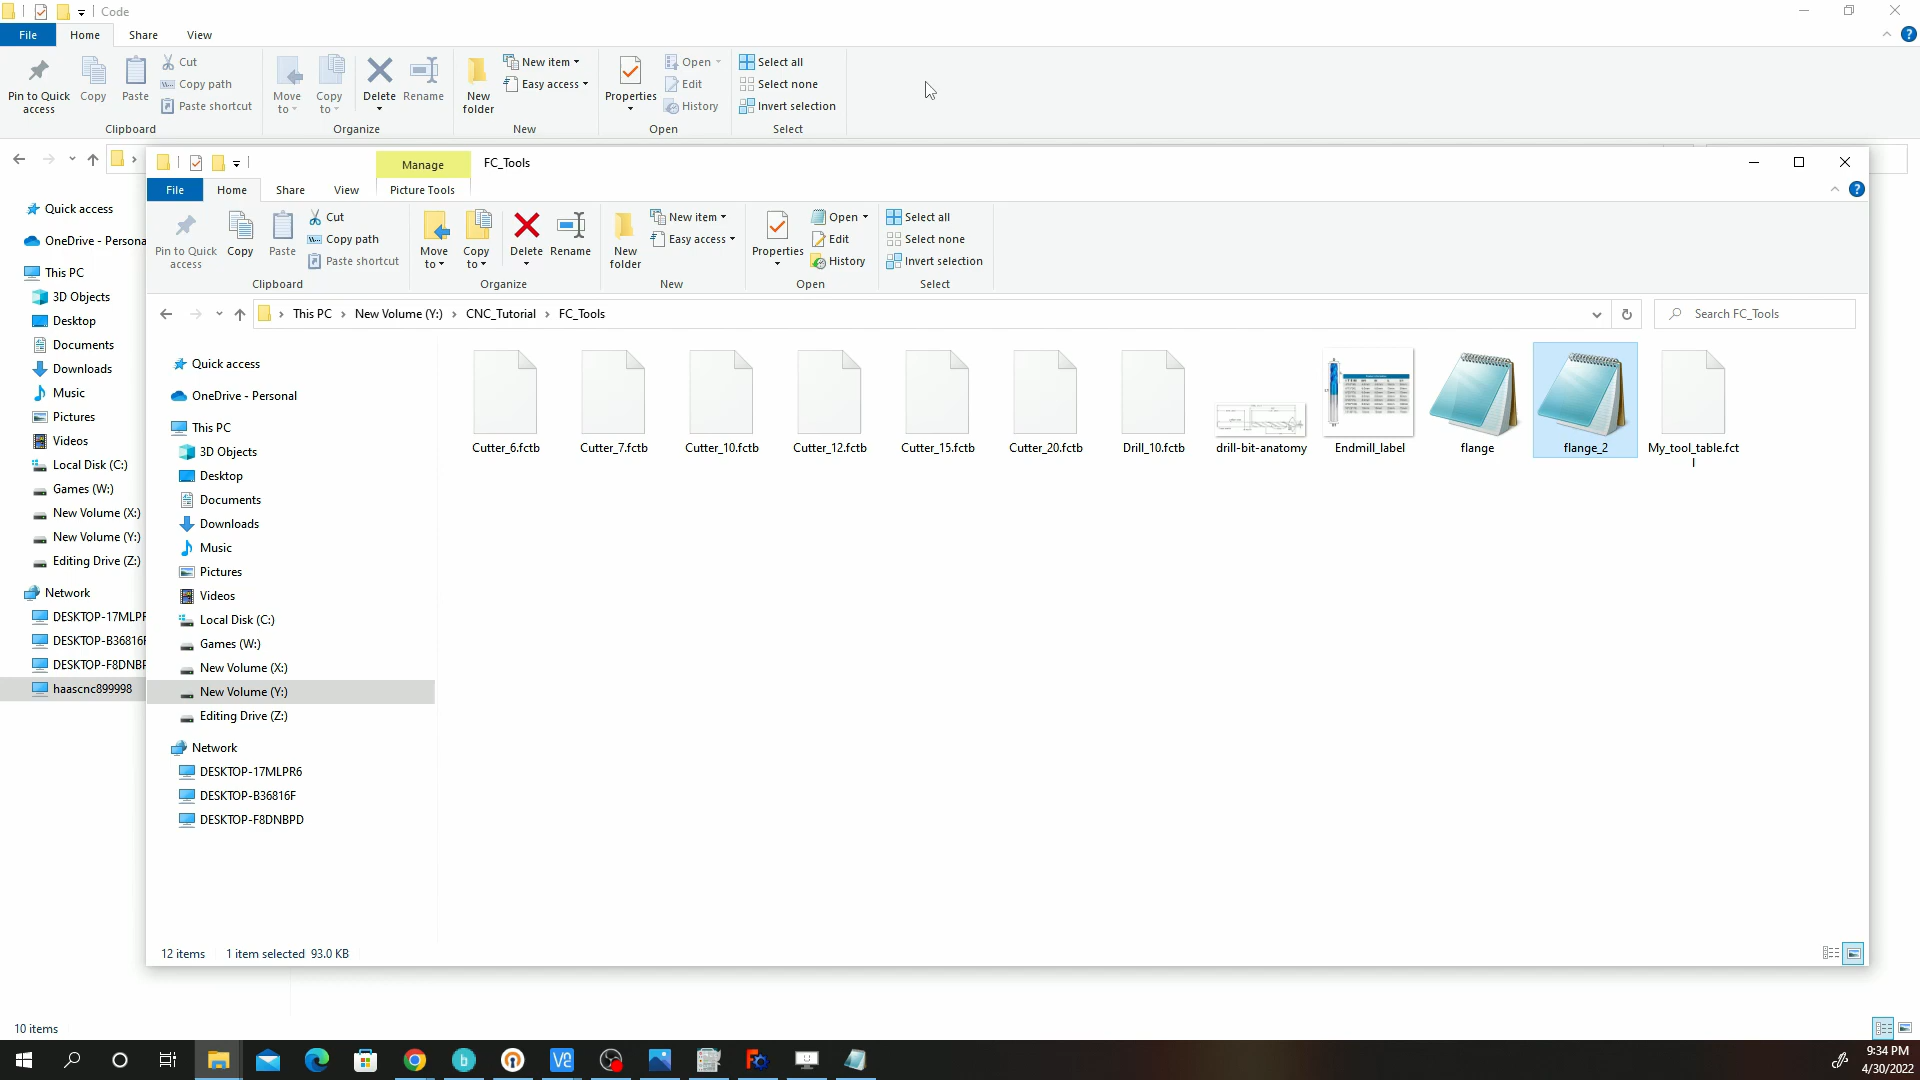 Code
File Home Share View
Pin to Quick access Copy Paste Cut Copy path Paste shortcut Move to Copy to Delete Rename New folder New item Easy access Properties Open Edit History Select all Select none Invert selection
Clipboard Organize New Open Select
Manage FC_Tools
File Home Share View Picture Tools
Pin to Quick access Copy Paste Cut Copy path Paste shortcut Move to Copy to Delete Rename New folder New item Easy access Properties Open Edit History Select all Select none Invert selection
Clipboard Organize New Open Select
This PC New Volume (Y:) CNC_Tutorial FC_Tools Search FC_Tools
Quick access
OneDrive - Persona
This PC
3D Objects
Desktop
Documents
Downloads
Music
Pictures
Videos
Local Disk (C:)
Games (W:)
New Volume (X:)
New Volume (Y:)
Editing Drive (Z:)
Network
DESKTOP-17MLPR
DESKTOP-B36816F
DESKTOP-F8DNBP
haascnc899998
Quick access
OneDrive - Personal
This PC
3D Objects
Desktop
Documents
Downloads
Music
Pictures
Videos
Local Disk (C:)
Games (W:)
New Volume (X:)
New Volume (Y:)
Editing Drive (Z:)
Network
DESKTOP-17MLPR6
DESKTOP-B36816F
DESKTOP-F8DNBPD
Cutter_6.fctb Cutter_7.fctb Cutter_10.fctb Cutter_12.fctb Cutter_15.fctb Cutter_20.fctb Drill_10.fctb drill-bit-anatomy Endmill_label flange flange_2 My_tool_table.fct
l
12 items 1 item selected 93.0 KB
10 items
9:34 PM
4/30/2022